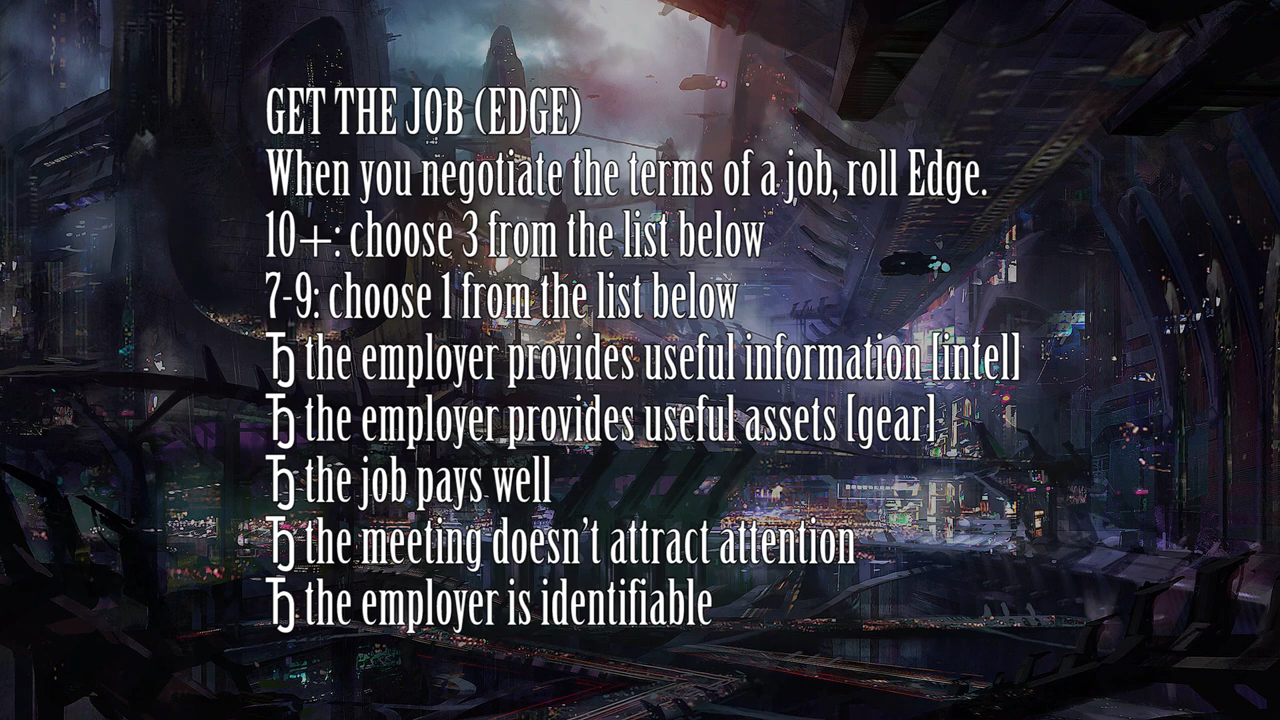 GET THE JOB (EDGE)
When you negotiate the terms of a job, roll Edge.
10+: choose 3 from the list below
7-9: choose 1 from the list below
Ђ the employer provides useful information [intel]
Ђ the employer provides useful assets [gear]
Ђ the job pays well
Ђ the meeting doesn't attract attention
Ђ the employer is identifiable